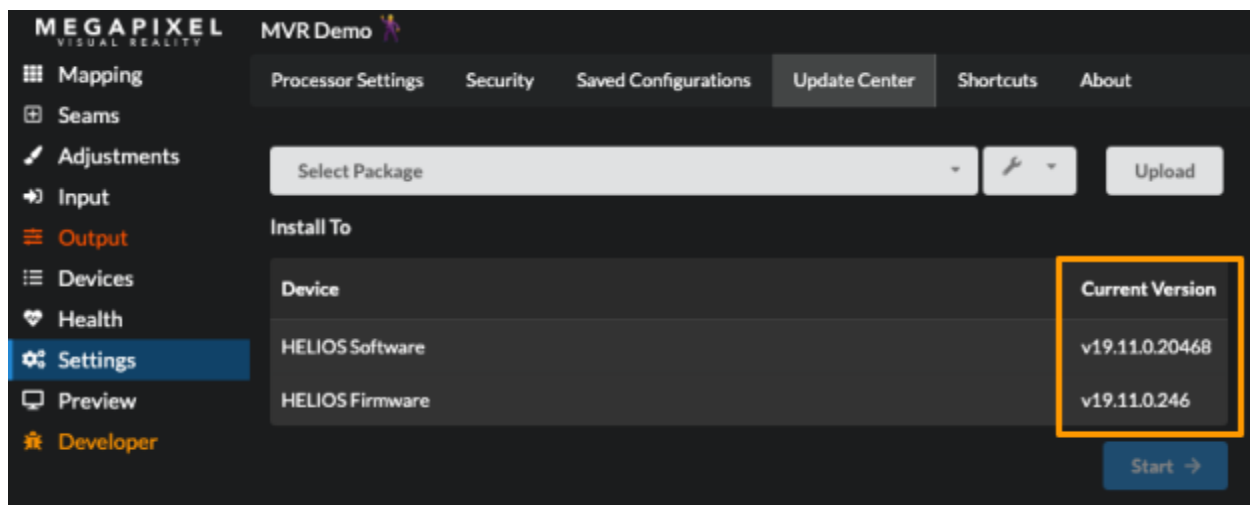 MEGAPIXEL
VISUAL REALITY
MVR Demo
Mapping
Seams
Adjustments
Input
Output
Devices
Health
Settings
Preview
Developer
Processor Settings Security Saved Configurations Update Center Shortcuts About
Select Package Upload
Install To
Device Current Version
HELIOS Software v19.11.0.20468
HELIOS Firmware v19.11.0.246
Start →